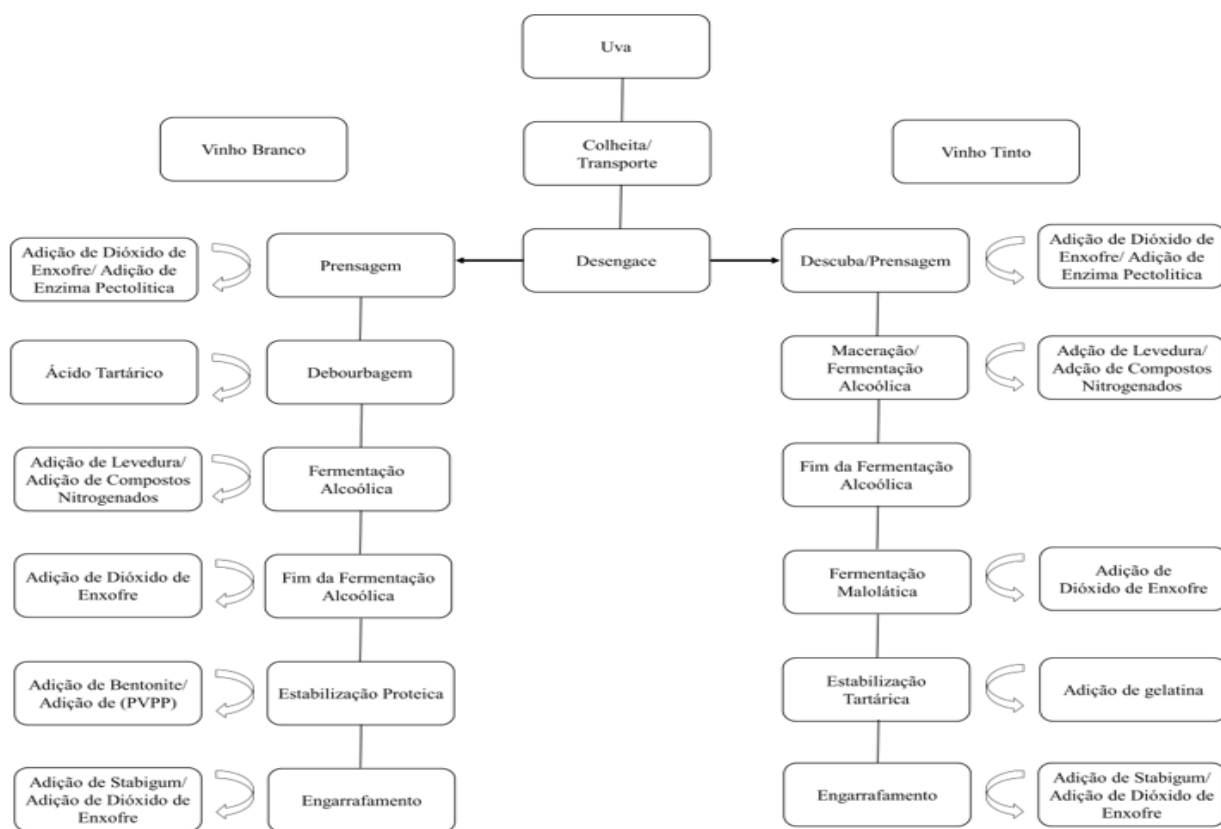 Uva
Colheita/
Transporte
Vinho Branco
Vinho Tinto
Adição de Dióxido de
Enxofre/ Adição de
Enzima Pectolitica
Prensagem
Desengace
Descuba/Prensagem
Adição de Dióxido de
Enxofre/ Adição de
Enzima Pectolitica
Ácido Tartárico
Debourbagem
Maceração/
Fermentação
Alcoólica
Adção de Levedura/
Adção de Compostos
Nitrogenados
Adição de Levedura/
Adição de Compostos
Nitrogenados
Fermentação
Alcoólica
Fim da Fermentação
Alcoólica
Adição de Dióxido de
Enxofre
Fim da Fermentação
Alcoólica
Fermentação
Malolática
Adição de
Dióxido de Enxofre
Adição de Bentonite/
Adição de (PVPP)
Estabilização Proteica
Estabilização
Tartárica
Adição de gelatina
Adição de Stabigum/
Adição de Dióxido de
Enxofre
Engarrafamento
Engarrafamento
Adição de Stabigum/
Adição de Dióxido de
Enxofre